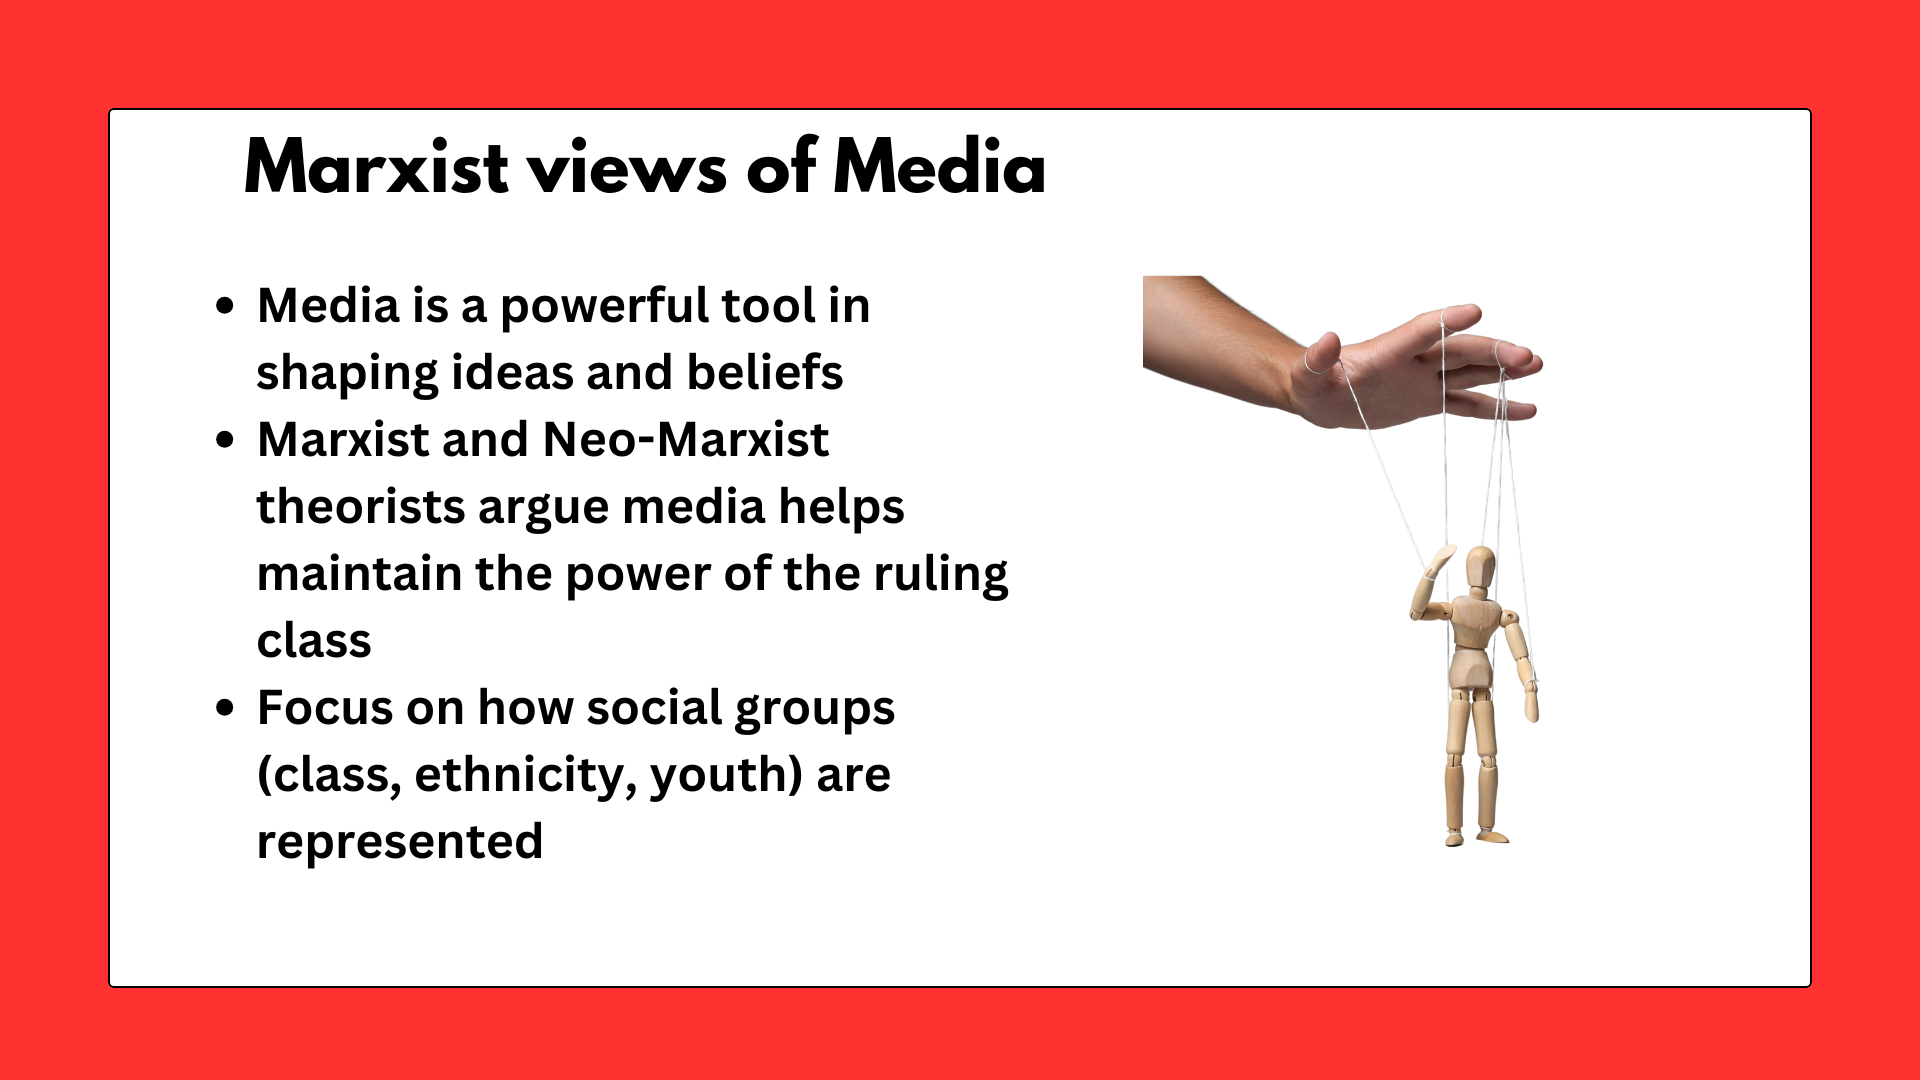 Marxist views of Media
• Media is a powerful tool in
shaping ideas and beliefs
• Marxist and Neo-Marxist
theorists argue media helps
maintain the power of the ruling
class
• Focus on how social groups
(class, ethnicity, youth) are
represented